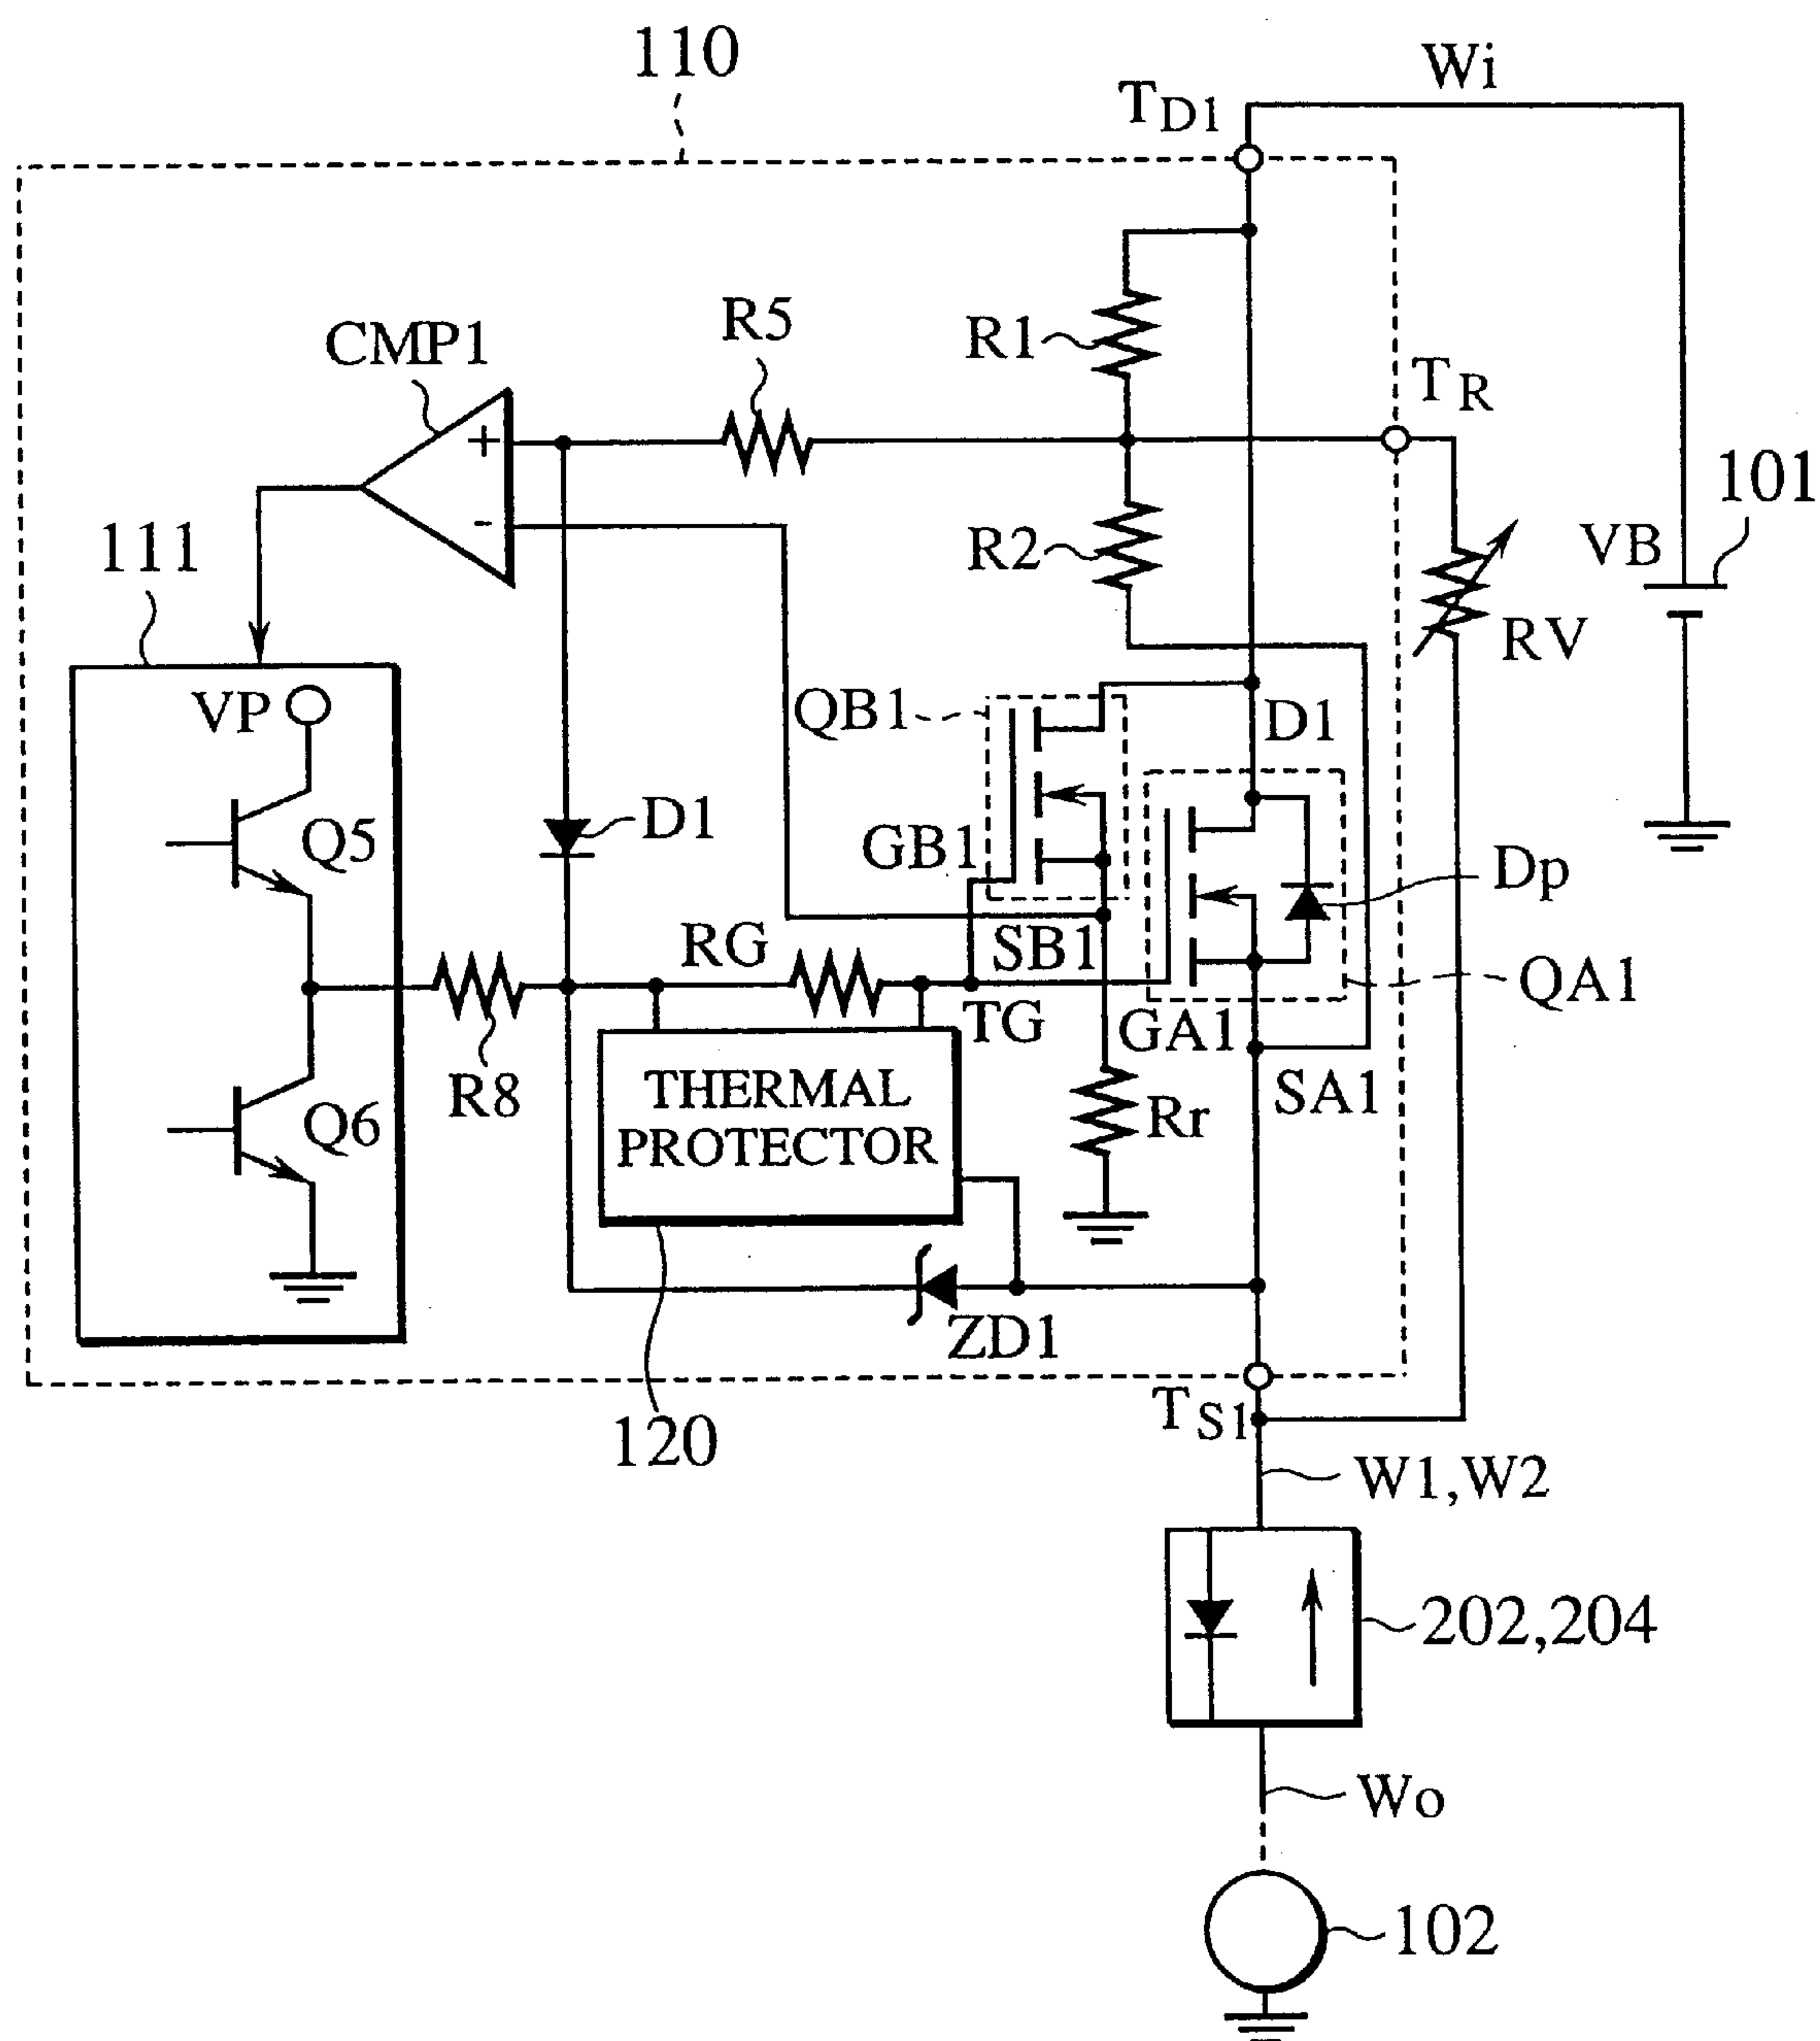 110
Wi
TD1
R5
R1
CMP1
TR
+
-
101
111
R2
VB
RV
VP
QB1
D1
Q5
D1
GB1
Dp
RG
SB1
QA1
TG
GA1
R8
THERMAL
PROTECTOR
Rr
SA1
Q6
ZD1
120
TS1
W1,W2
202,204
Wo
102